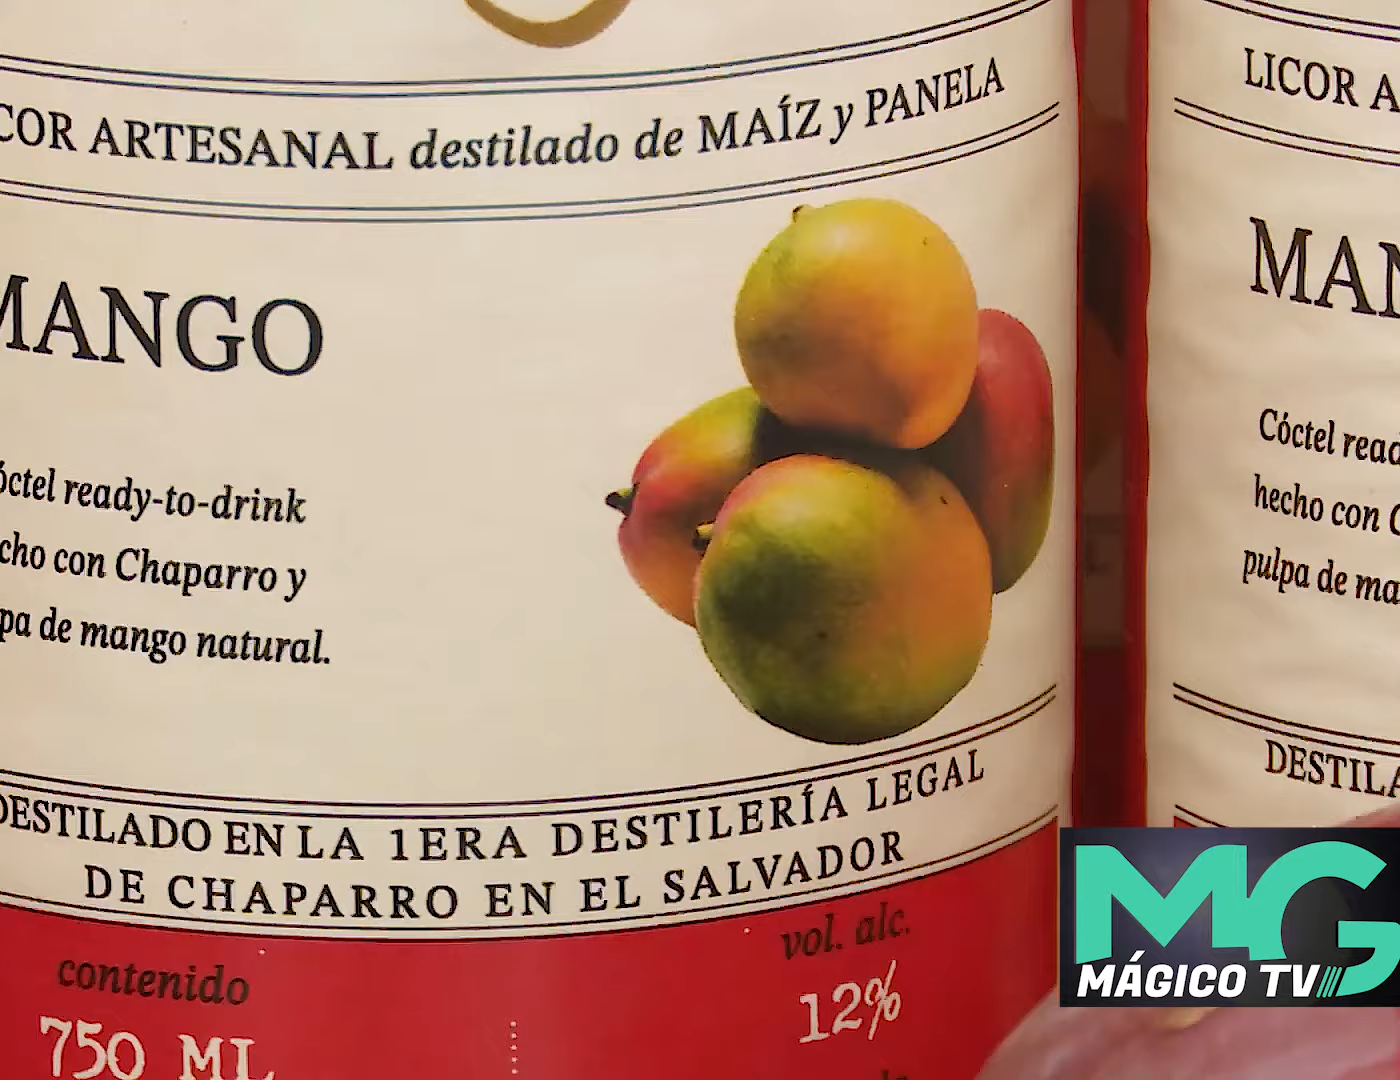 COR ARTESANAL destilado de MAÍZ y PANELA
MANGO
óctel ready-to-drink
cho con Chaparro y
pa de mango natural.
DESTILADO EN LA 1ERA DESTILERÍA LEGAL
DE CHAPARRO EN EL SALVADOR
contenido
750 ML
vol. alc.
12%
LICOR A
MAN
Cóctel read
hecho con C
pulpa de ma
DESTILA
MG
MÁGICO TV